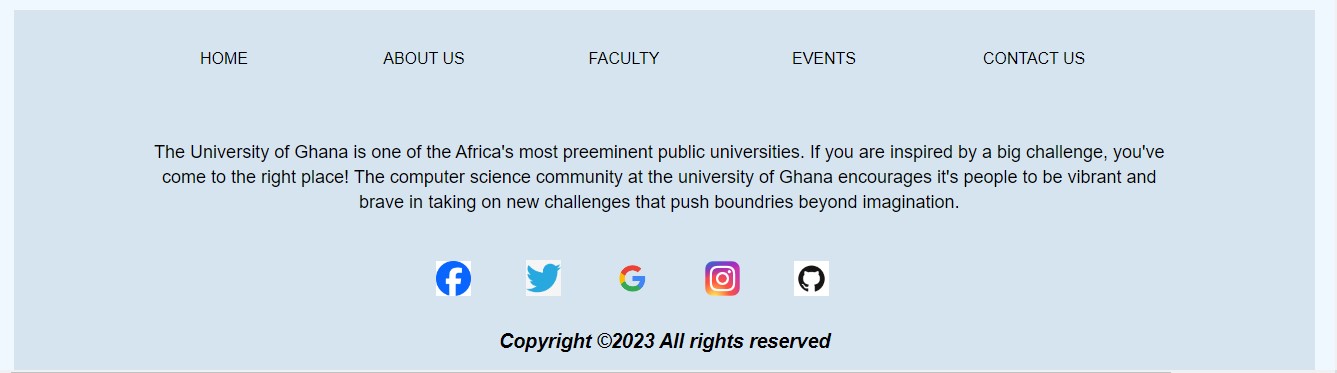 HOME ABOUT US FACULTY EVENTS CONTACT US
The University of Ghana is one of the Africa's most preeminent public universities. If you are inspired by a big challenge, you've
come to the right place! The computer science community at the university of Ghana encourages it's people to be vibrant and
brave in taking on new challenges that push boundries beyond imagination.
Copyright ©2023 All rights reserved